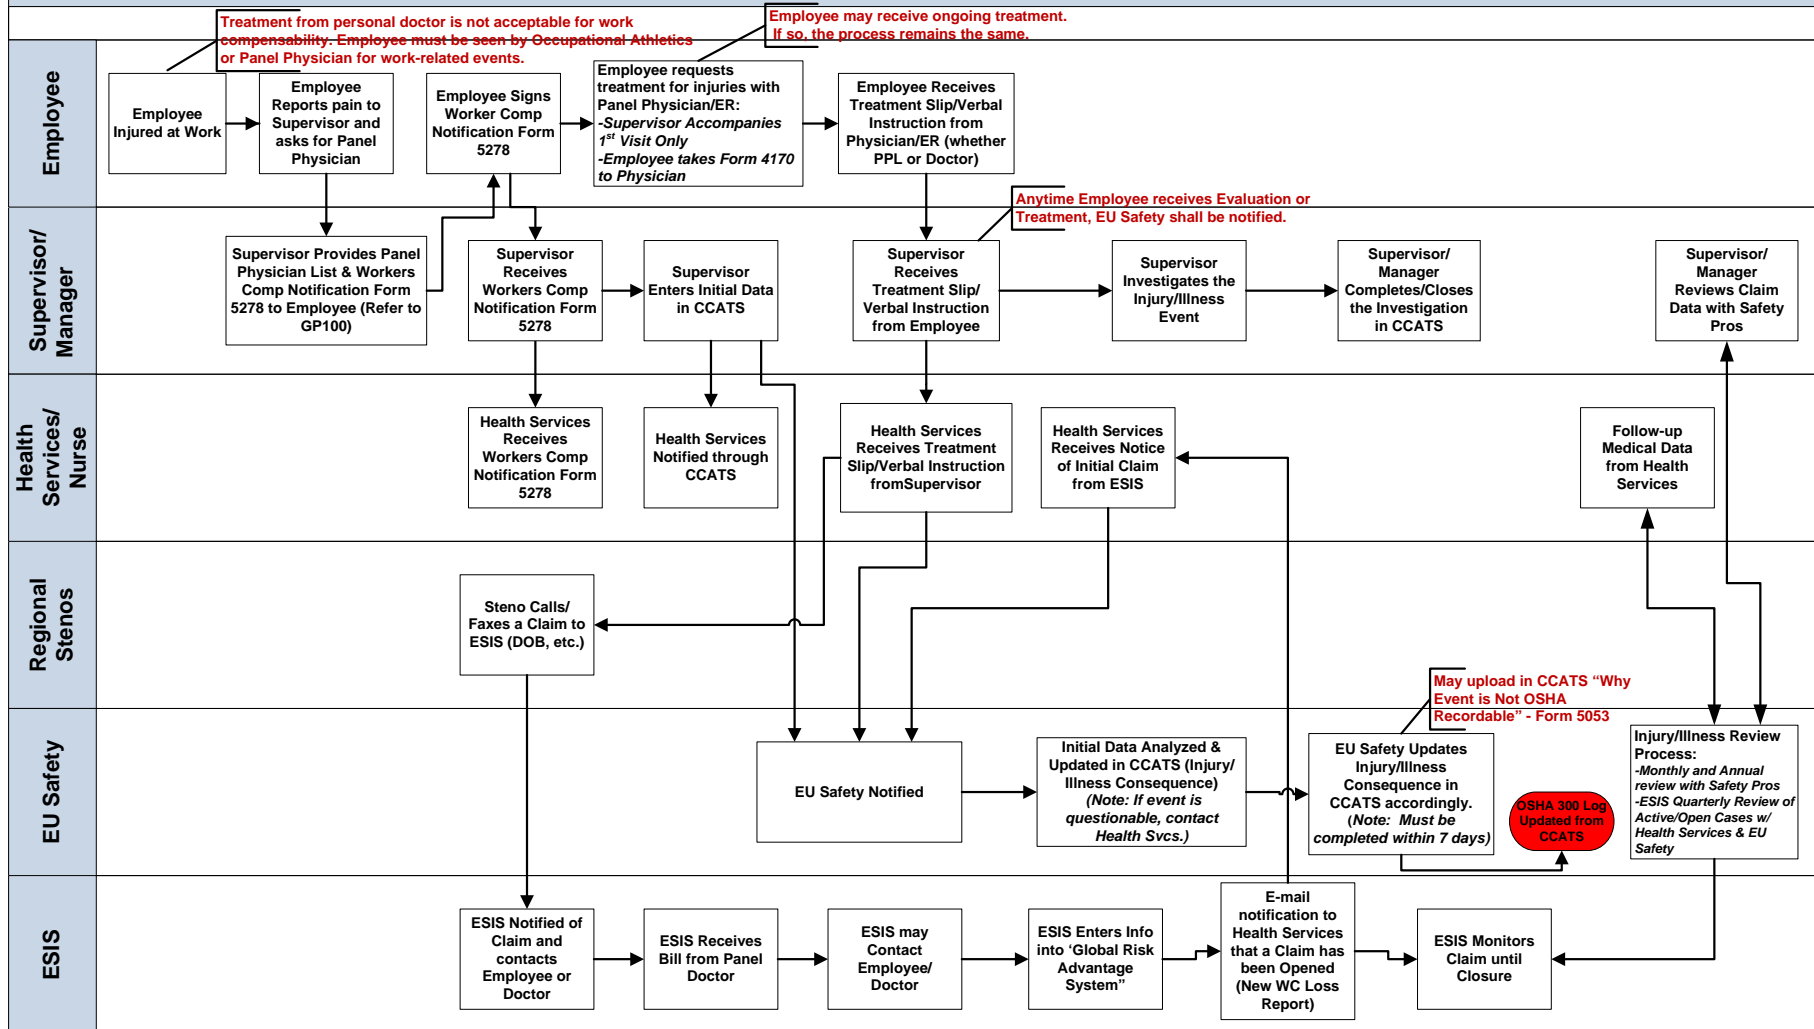 Treatment from personal doctor is not acceptable for work
compensability. Employee must be seen by Occupational Athletics
or Panel Physician for work-related events.
Employee may receive ongoing treatment.
If so, the process remains the same.
Employee
Employee
Injured at Work
Employee
Reports pain to
Supervisor and
asks for Panel
Physician
Employee Signs
Worker Comp
Notification Form
5278
Employee requests
treatment for injuries with
Panel Physician/ER:
-Supervisor Accompanies
1st Visit Only
-Employee takes Form 4170
to Physician
Employee Receives
Treatment Slip/Verbal
Instruction from
Physician/ER (whether
PPL or Doctor)
Anytime Employee receives Evaluation or
Treatment, EU Safety shall be notified.
Supervisor/
Manager
Supervisor Provides Panel
Physician List & Workers
Comp Notification Form
5278 to Employee (Refer to
GP100)
Supervisor
Receives
Workers Comp
Notification Form
5278
Supervisor
Enters Initial Data
in CCATS
Supervisor
Receives
Treatment Slip/
Verbal Instruction
from Employee
Supervisor
Investigates the
Injury/Illness
Event
Supervisor/
Manager
Completes/Closes
the Investigation
in CCATS
Supervisor/
Manager
Reviews Claim
Data with Safety
Pros
Health
Services/
Nurse
Health Services
Receives
Workers Comp
Notification Form
5278
Health Services
Notified through
CCATS
Health Services
Receives Treatment
Slip/Verbal Instruction
fromSupervisor
Health Services
Receives Notice
of Initial Claim
from ESIS
Follow-up
Medical Data
from Health
Services
Regional
Stenos
Steno Calls/
Faxes a Claim to
ESIS (DOB, etc.)
May upload in CCATS “Why
Event is Not OSHA
Recordable” - Form 5053
EU Safety
EU Safety Notified
Initial Data Analyzed &
Updated in CCATS (Injury/
Illness Consequence)
(Note: If event is
questionable, contact
Health Svcs.)
EU Safety Updates
Injury/Illness
Consequence in
CCATS accordingly.
(Note: Must be
completed within 7 days)
OSHA 300 Log
Updated from
CCATS
Injury/Illness Review
Process:
-Monthly and Annual
review with Safety Pros
-ESIS Quarterly Review of
Active/Open Cases w/
Health Services & EU
Safety
ESIS
ESIS Notified of
Claim and
contacts
Employee or
Doctor
ESIS Receives
Bill from Panel
Doctor
ESIS may
Contact
Employee/
Doctor
ESIS Enters Info
into ‘Global Risk
Advantage
System”
E-mail
notification to
Health Services
that a Claim has
been Opened
(New WC Loss
Report)
ESIS Monitors
Claim until
Closure